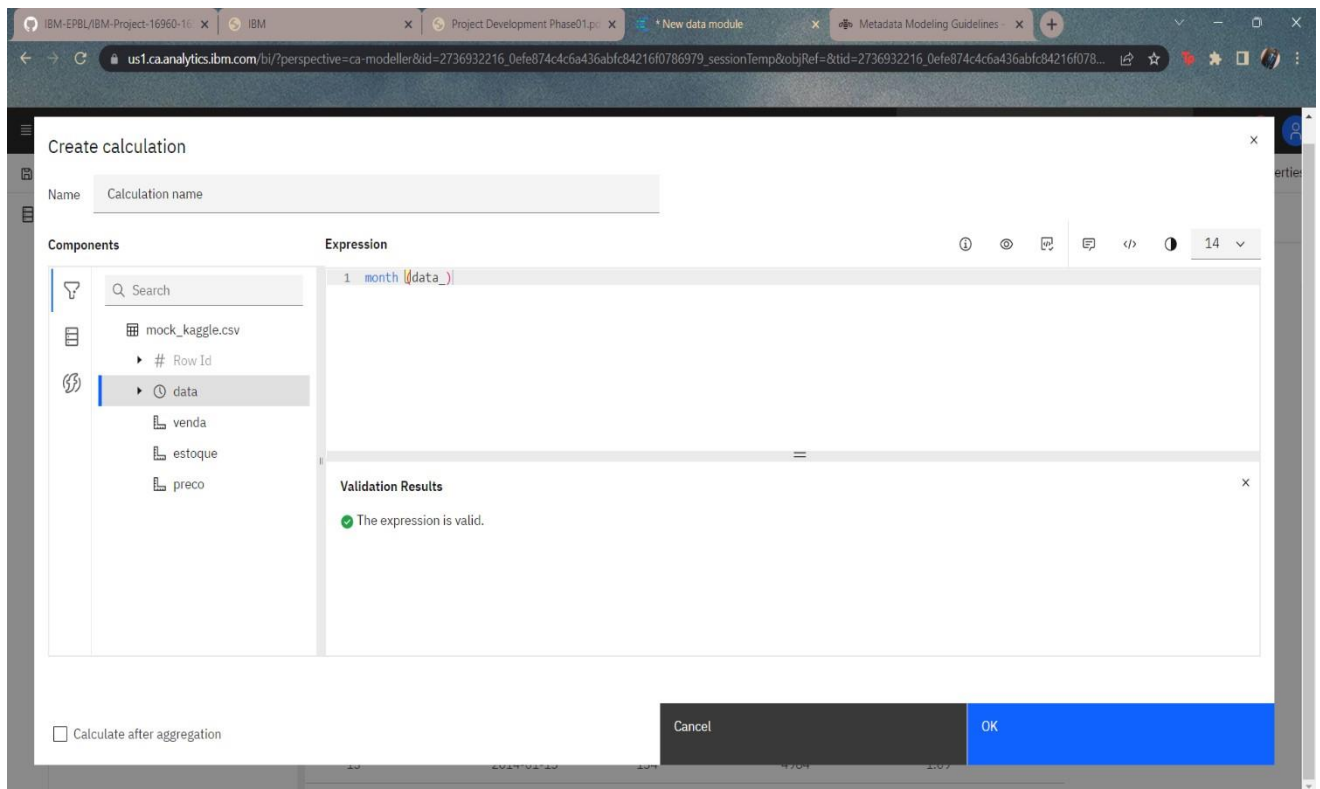 IBM-EPBL/IBM-Project-16960-16
IBM
Project Development Phase01.pd
* New data module
Metadata Modeling Guidelines -
us1.ca.analytics.ibm.com/bi/?perspective=ca-modeller&id=2736932216_0efe874c4c6a436abfc84216f0786979_sessionTemp&objRef=&tid=2736932216_0efe874c4c6a436abfc84216f078...
Create calculation
erties
Name
Calculation name
Components
Expression
14
Search
1 month (data_)
mock_kaggle.csv
# Row Id
data
venda
estoque
preco
Validation Results
The expression is valid.
Calculate after aggregation
Cancel
OK